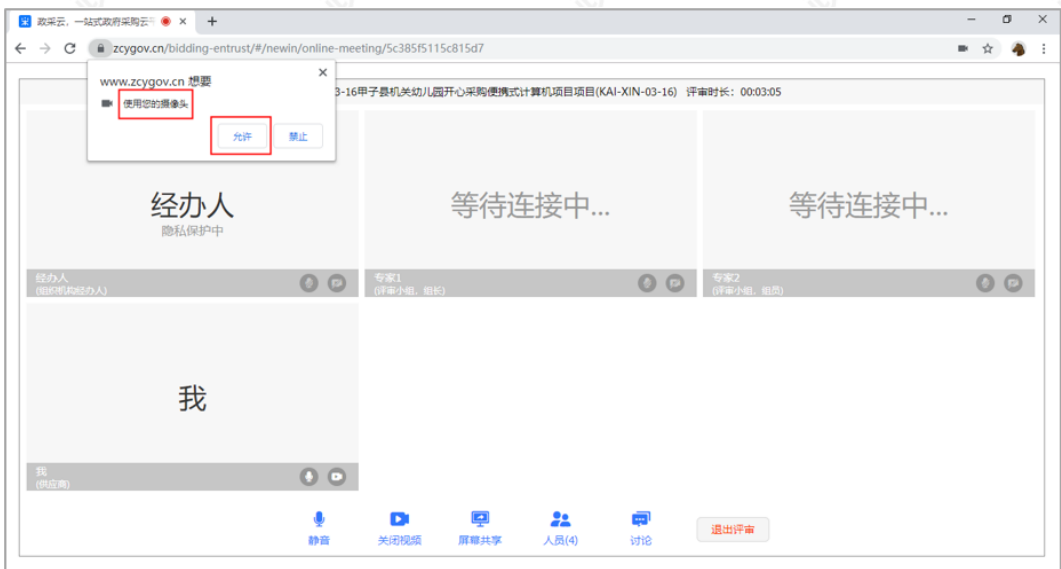 政采云，一站式政府采购云平
zcygov.cn/bidding-entrust/#/newin/online-meeting/5c385f5115c815d7
www.zcygov.cn 想要
使用您的摄像头
允许
禁止
3-16甲子县机关幼儿园开心采购便携式计算机项目项目(KAI-XIN-03-16) 评审时长：00:03:05
经办人
隐私保护中
等待连接中...
等待连接中...
经办人
(组织机构经办人)
专家1
(评审小组，组长)
专家2
(评审小组，组员)
我
我
(供应商)
静音
关闭视频
屏幕共享
人员(4)
讨论
退出评审